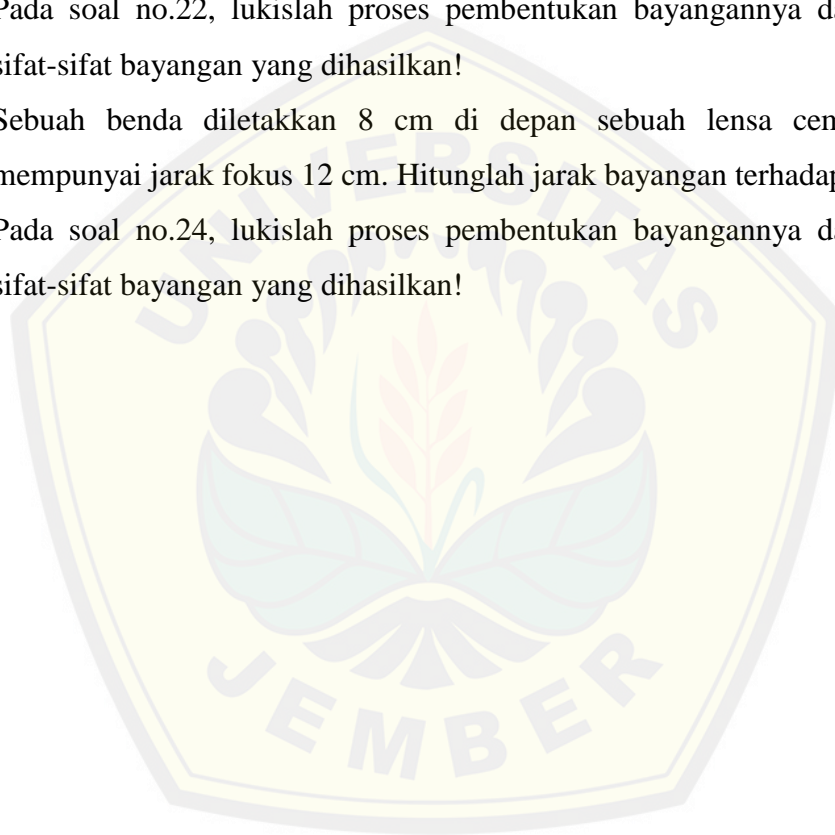 Pada soal no.22, lukislah proses pembentukan bayangannya
sifat-sifat bayangan yang dihasilkan!
Sebuah benda diletakkan 8 cm di depan sebuah lensa
mempunyai jarak fokus 12 cm. Hitunglah jarak bayangan terhadap
Pada soal no.24, lukislah proses pembentukan bayangannya
sifat-sifat bayangan yang dihasilkan!
UNIVERSITAS
JEMBER